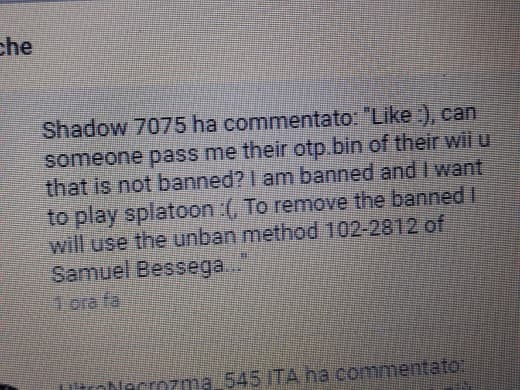 che
Shadow 7075 ha commentato: "Like :), can
someone pass me their otp.bin of their wii u
that is not banned? I am banned and I want
to play splatoon :(, To remove the banned I
will use the unban method 102-2812 of
Samuel Bessega..."
1 ora fa
UltraNecrozma_545 ITA ha commentato: